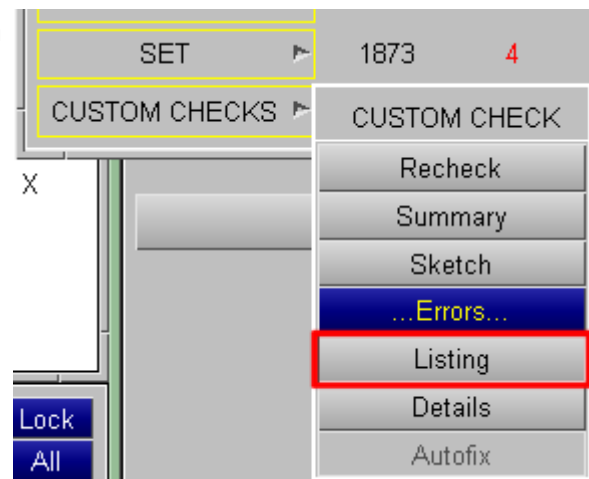 SET 1873 4
CUSTOM CHECKS CUSTOM CHECK
X
Recheck
Summary
Sketch
...Errors...
Listing
Details
Autofix
Lock
All